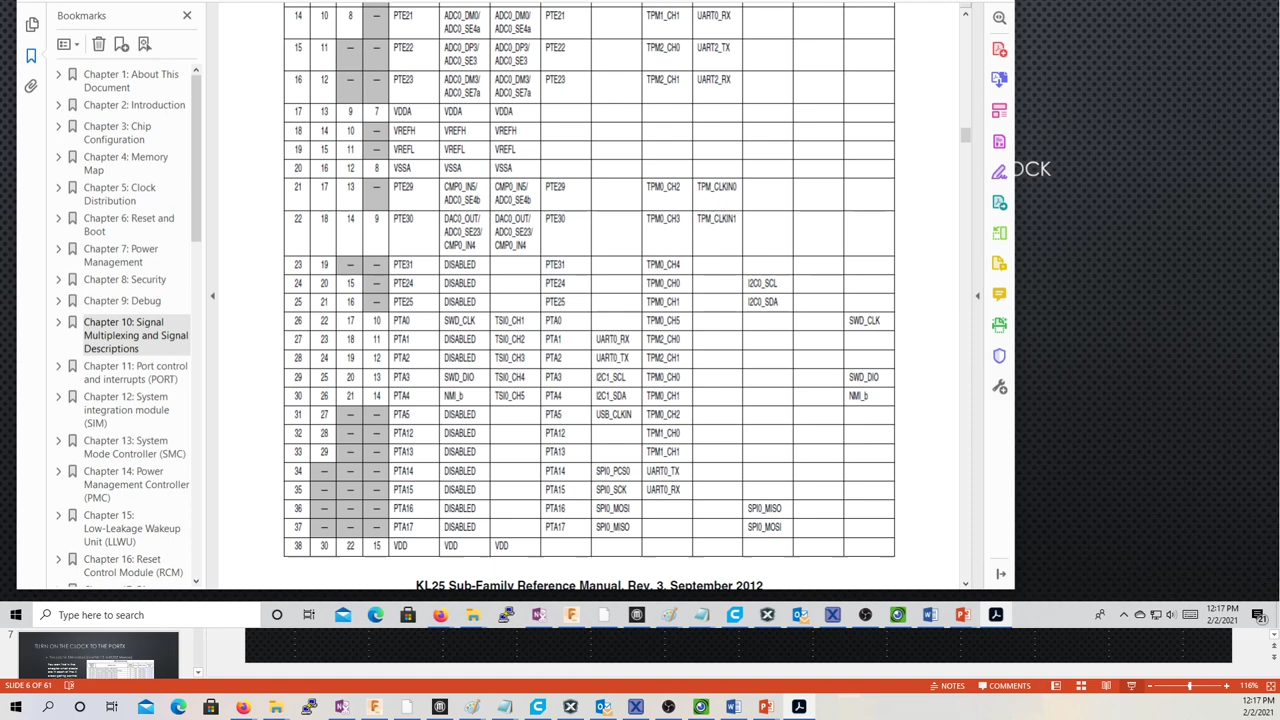 Bookmarks
Chapter 1: About This
Document
Chapter 2: Introduction
Chapter 3: Chip
Configuration
Chapter 4: Memory
Map
Chapter 5: Clock
Distribution
Chapter 6: Reset and
Boot
Chapter 7: Power
Management
Chapter 8: Security
Chapter 9: Debug
Chapter 10: Signal
Multiplexing and Signal
Descriptions
Chapter 11: Port control
and interrupts (PORT)
Chapter 12: System
integration module
(SIM)
Chapter 13: System
Mode Controller (SMC)
Chapter 14: Power
Management Controller
(PMC)
Chapter 15:
Low-Leakage Wakeup
Unit (LLWU)
Chapter 16: Reset
Control Module (RCM)
14 10 8 — PTE21 ADC0_DM0/ ADC0_DM0/ PTE21 TPM1_CH1 UART0_RX
ADC0_SE4a ADC0_SE4a
15 11 — — PTE22 ADC0_DP3/ ADC0_DP3/ PTE22 TPM2_CH0 UART2_TX
ADC0_SE3 ADC0_SE3
16 12 — — PTE23 ADC0_DM3/ ADC0_DM3/ PTE23 TPM2_CH1 UART2_RX
ADC0_SE7a ADC0_SE7a
17 13 9 7 VDDA VDDA VDDA
18 14 10 — VREFH VREFH VREFH
19 15 11 — VREFL VREFL VREFL
20 16 12 8 VSSA VSSA VSSA
21 17 13 — PTE29 CMP0_IN5/ CMP0_IN5/ PTE29 TPM0_CH2 TPM_CLKIN0
ADC0_SE4b ADC0_SE4b
22 18 14 9 PTE30 DAC0_OUT/ DAC0_OUT/ PTE30 TPM0_CH3 TPM_CLKIN1
ADC0_SE23/ ADC0_SE23/
CMP0_IN4 CMP0_IN4
23 19 — — PTE31 DISABLED PTE31 TPM0_CH4
24 20 15 — PTE24 DISABLED PTE24 TPM0_CH0 I2C0_SCL
25 21 16 — PTE25 DISABLED PTE25 TPM0_CH1 I2C0_SDA
26 22 17 10 PTA0 SWD_CLK TSI0_CH1 PTA0 TPM0_CH5 SWD_CLK
27 23 18 11 PTA1 DISABLED TSI0_CH2 PTA1 UART0_RX TPM2_CH0
28 24 19 12 PTA2 DISABLED TSI0_CH3 PTA2 UART0_TX TPM2_CH1
29 25 20 13 PTA3 SWD_DIO TSI0_CH4 PTA3 I2C1_SCL TPM0_CH0 SWD_DIO
30 26 21 14 PTA4 NMI_b TSI0_CH5 PTA4 I2C1_SDA TPM0_CH1 NMI_b
31 27 — — PTA5 DISABLED PTA5 USB_CLKIN TPM0_CH2
32 28 — — PTA12 DISABLED PTA12 TPM1_CH0
33 29 — — PTA13 DISABLED PTA13 TPM1_CH1
34 — — — PTA14 DISABLED PTA14 SPI0_PCS0 UART0_TX
35 — — — PTA15 DISABLED PTA15 SPI0_SCK UART0_RX
36 — — — PTA16 DISABLED PTA16 SPI0_MOSI SPI0_MISO
37 — — — PTA17 DISABLED PTA17 SPI0_MISO SPI0_MOSI
38 30 22 15 VDD VDD VDD
KL25 Sub-Family Reference Manual, Rev. 3, September 2012
OCK
Type here to search
12:17 PM
2/2/2021
21
7
TURN ON THE CLOCK TO THE PORTX
SLIDE 6 OF 61
NOTES
COMMENTS
116%
12:17 PM
2/2/2021